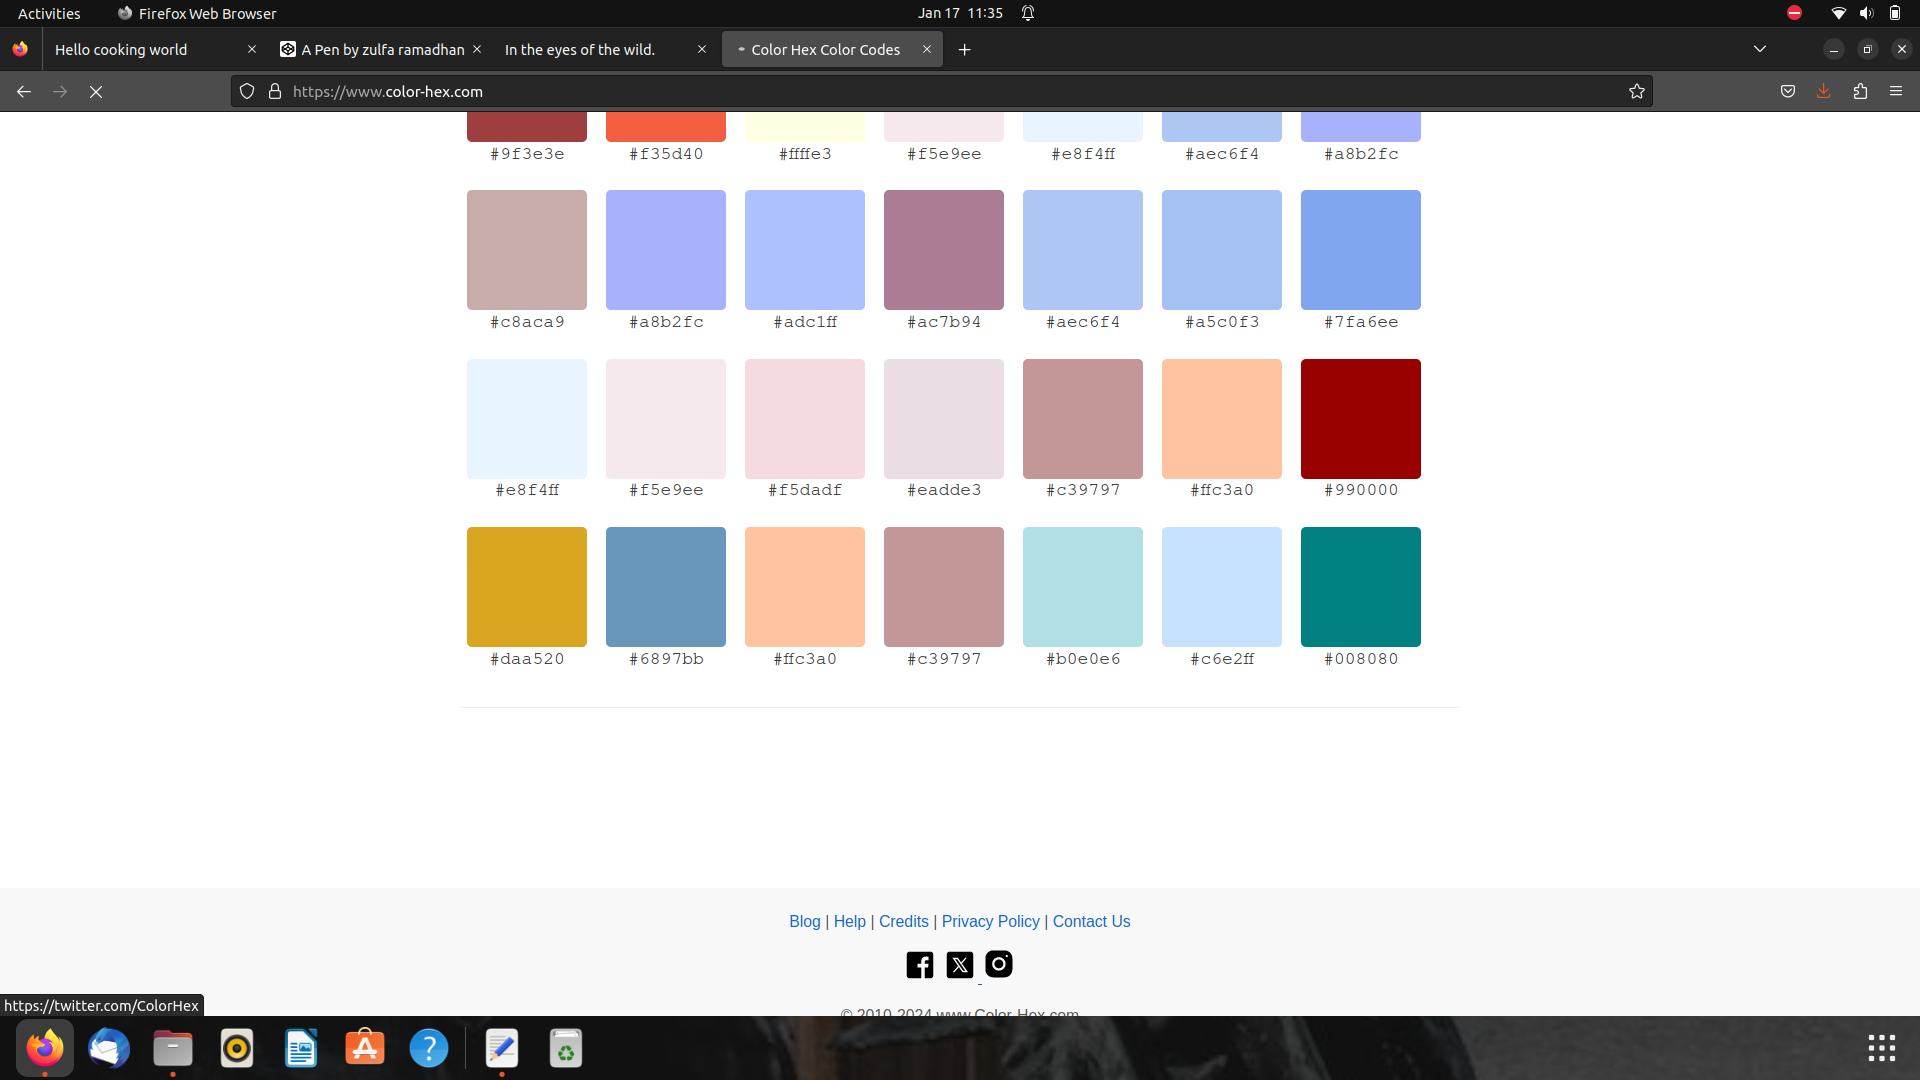 Activities Firefox Web Browser Jan 17 11:35
Hello cooking world A Pen by zulfa ramadhan In the eyes of the wild. Color Hex Color Codes
https://www.color-hex.com
#9f3e3e #f35d40 #ffffe3 #f5e9ee #e8f4ff #aec6f4 #a8b2fc
#c8aca9 #a8b2fc #adc1ff #ac7b94 #aec6f4 #a5c0f3 #7fa6ee
#e8f4ff #f5e9ee #f5dadf #eadde3 #c39797 #ffc3a0 #990000
#daa520 #6897bb #ffc3a0 #c39797 #b0e0e6 #c6e2ff #008080
Blog | Help | Credits | Privacy Policy | Contact Us
https://twitter.com/ColorHex
© 2010-2024 www.Color-Hex.com